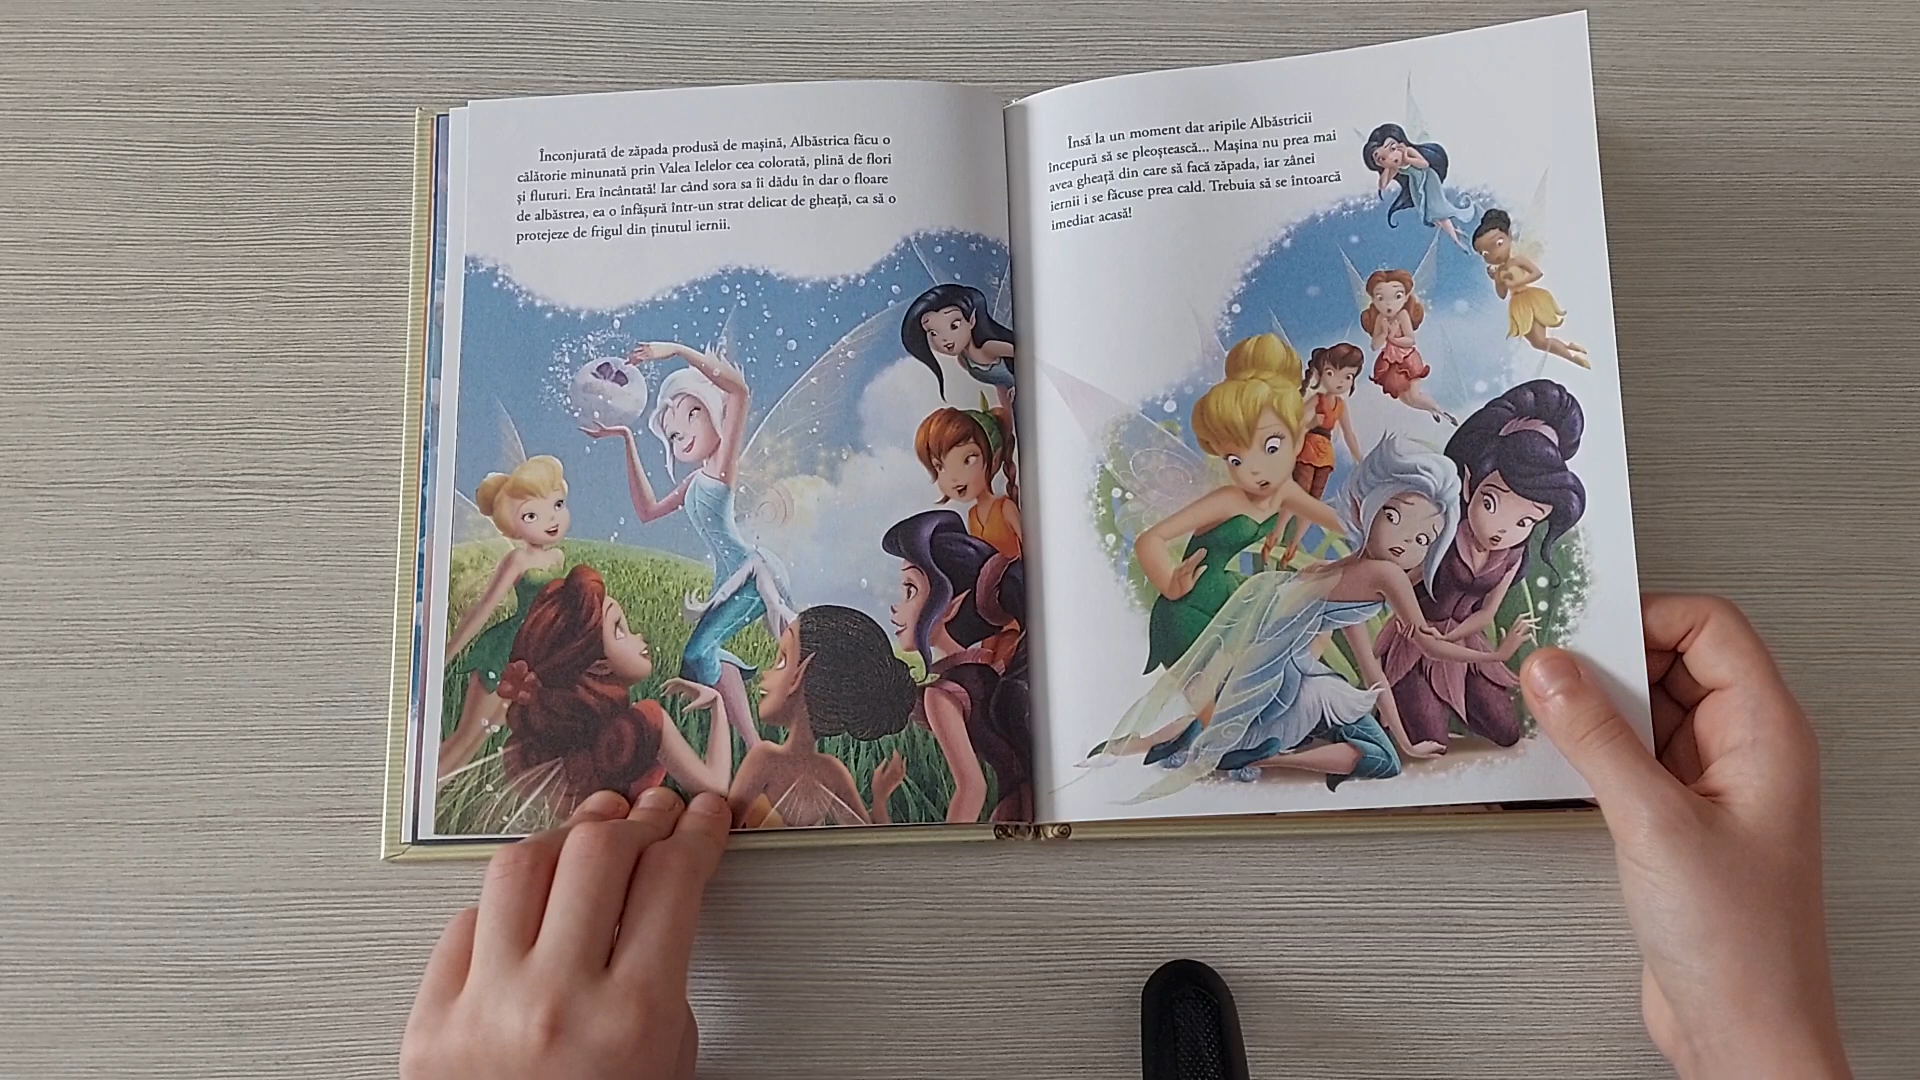 Înconjurată de zăpada produsă de mașină, Albăstrica făcu o
călătorie minunată prin Valea Ielelor cea colorată, plină de flori
și fluturi. Era încântată! Iar când sora sa îi dădu în dar o floare
de albăstrea, ea o înfășură într-un strat delicat de gheață, ca să o
protejeze de frigul din ținutul iernii.
Însă la un moment dat aripile Albăstricii
începură să se pleoștească... Mașina nu prea mai
avea gheață din care să facă zăpada, iar zânei
iernii i se făcuse prea cald. Trebuia să se întoarcă
imediat acasă!